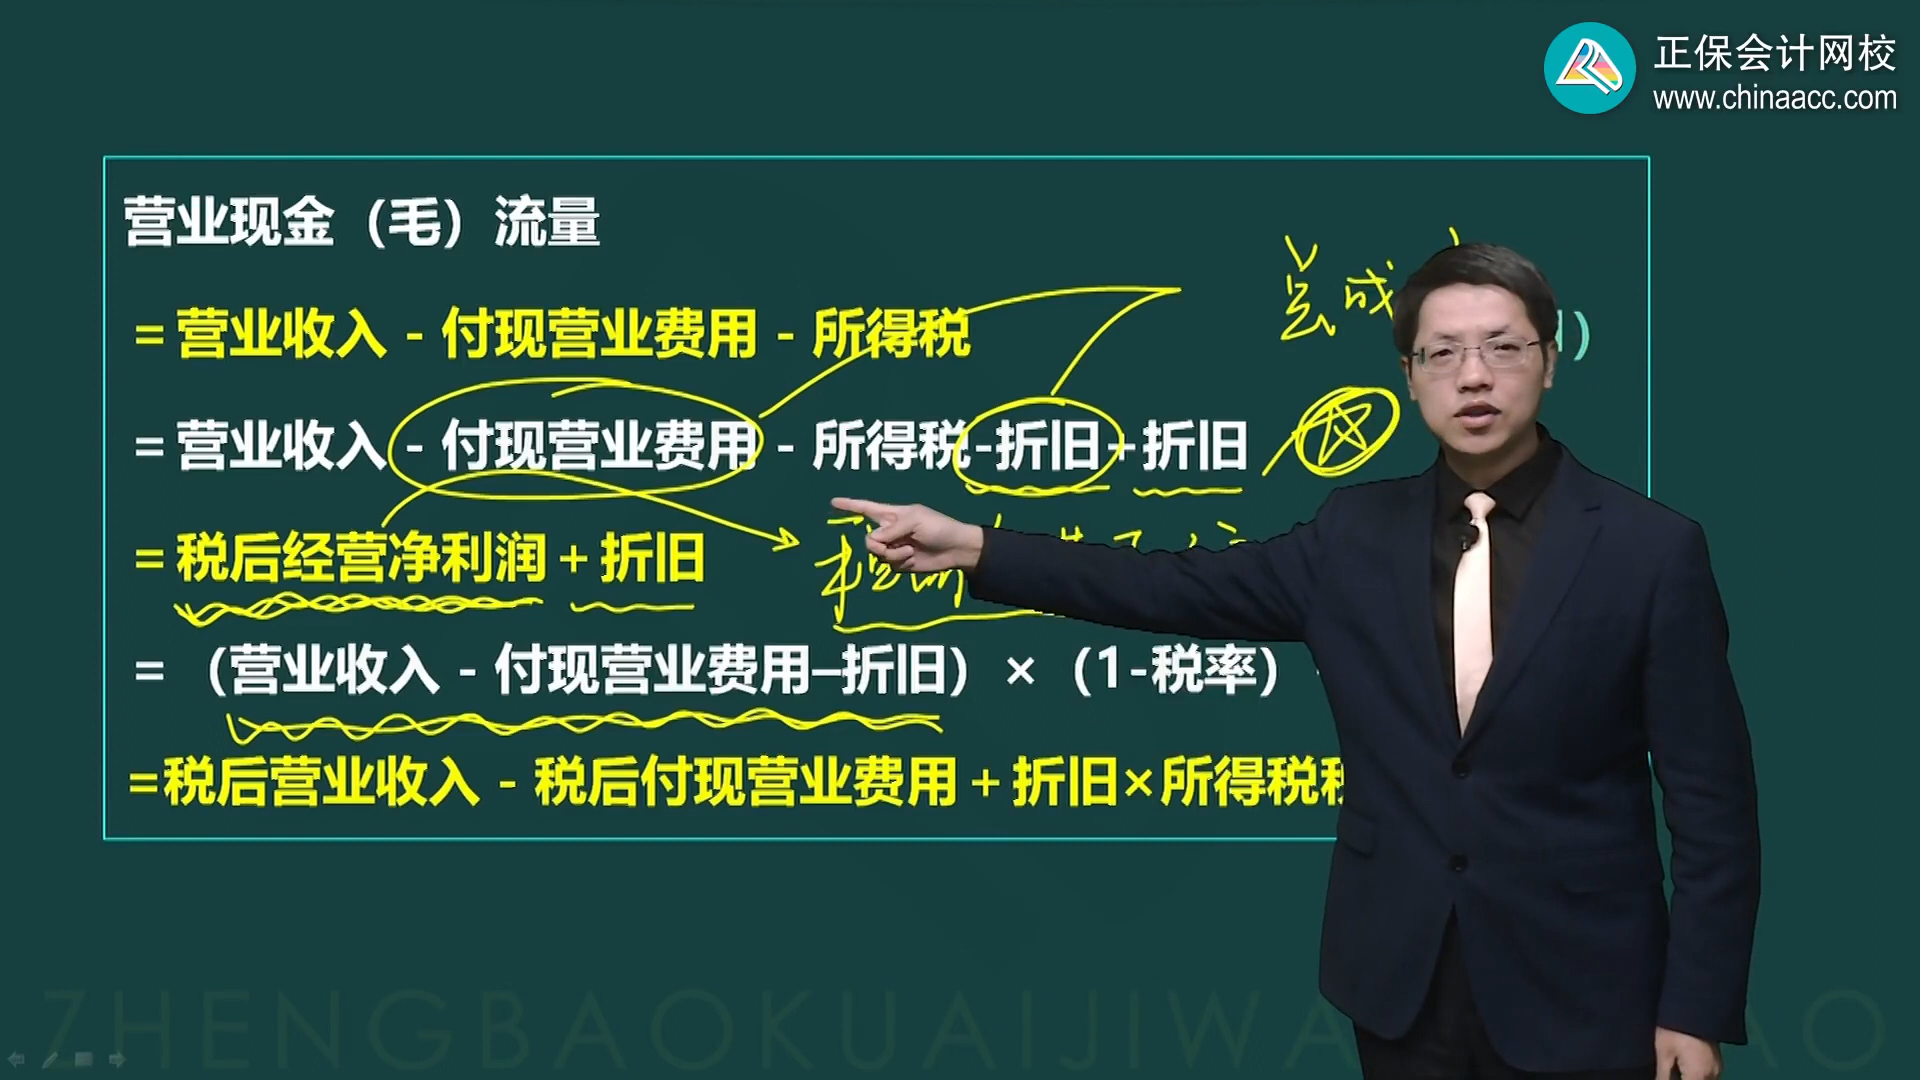 正保会计网校
www.chinaacc.com
营业现金（毛）流量
总成
=营业收入 - 付现营业费用 - 所得税
=营业收入 - 付现营业费用 - 所得税-折旧+折旧
=税后经营净利润+折旧
=（营业收入 - 付现营业费用–折旧）×（1-税率）
=税后营业收入 - 税后付现营业费用+折旧×所得税
ZHENGBAOKUAIJIWA
AO